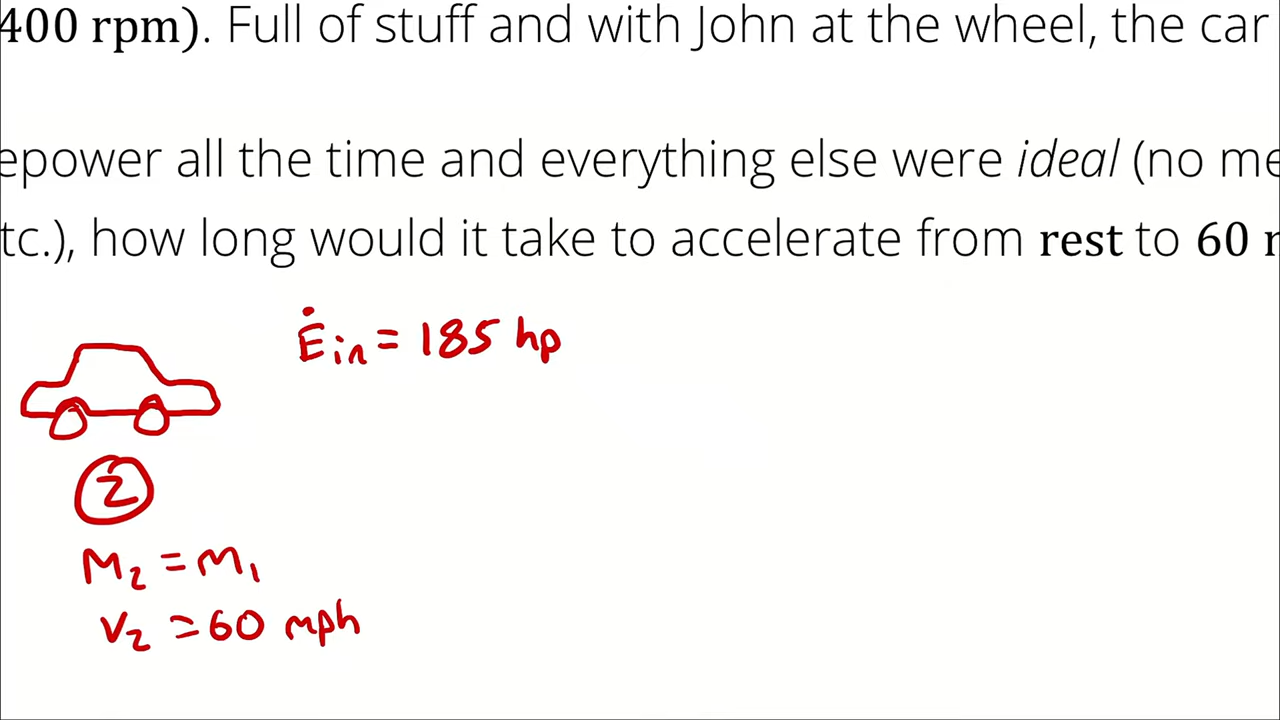 400 rpm). Full of stuff and with John at the wheel, the car
epower all the time and everything else were ideal (no me
tc.), how long would it take to accelerate from rest to 60 r
Ėin = 185 hp
2
M2 = M1
V2 = 60 mph